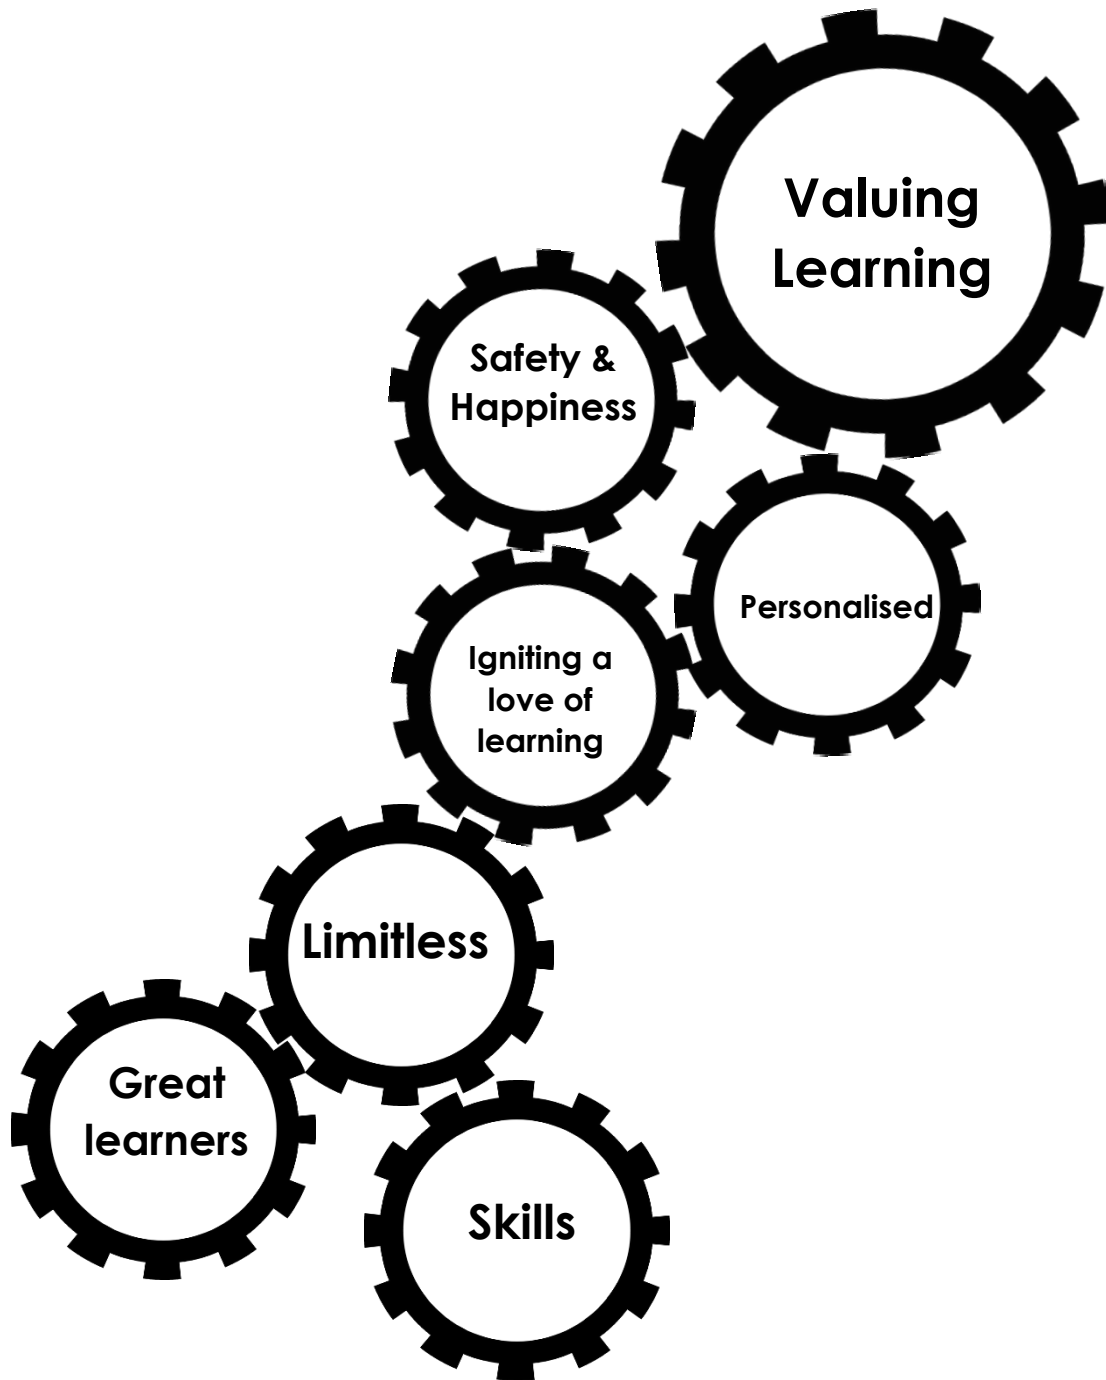 Valuing
Learning
Safety &
Happiness
Personalised
Igniting a
love of
learning
Limitless
Great
learners
Skills